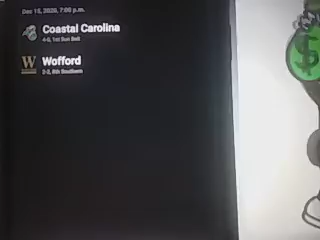 Dec 15, 2020, 7:00 p.m.
Coastal Carolina
4-0, 1st Sun Belt
W
Wofford
2-2, 8th Southern
$